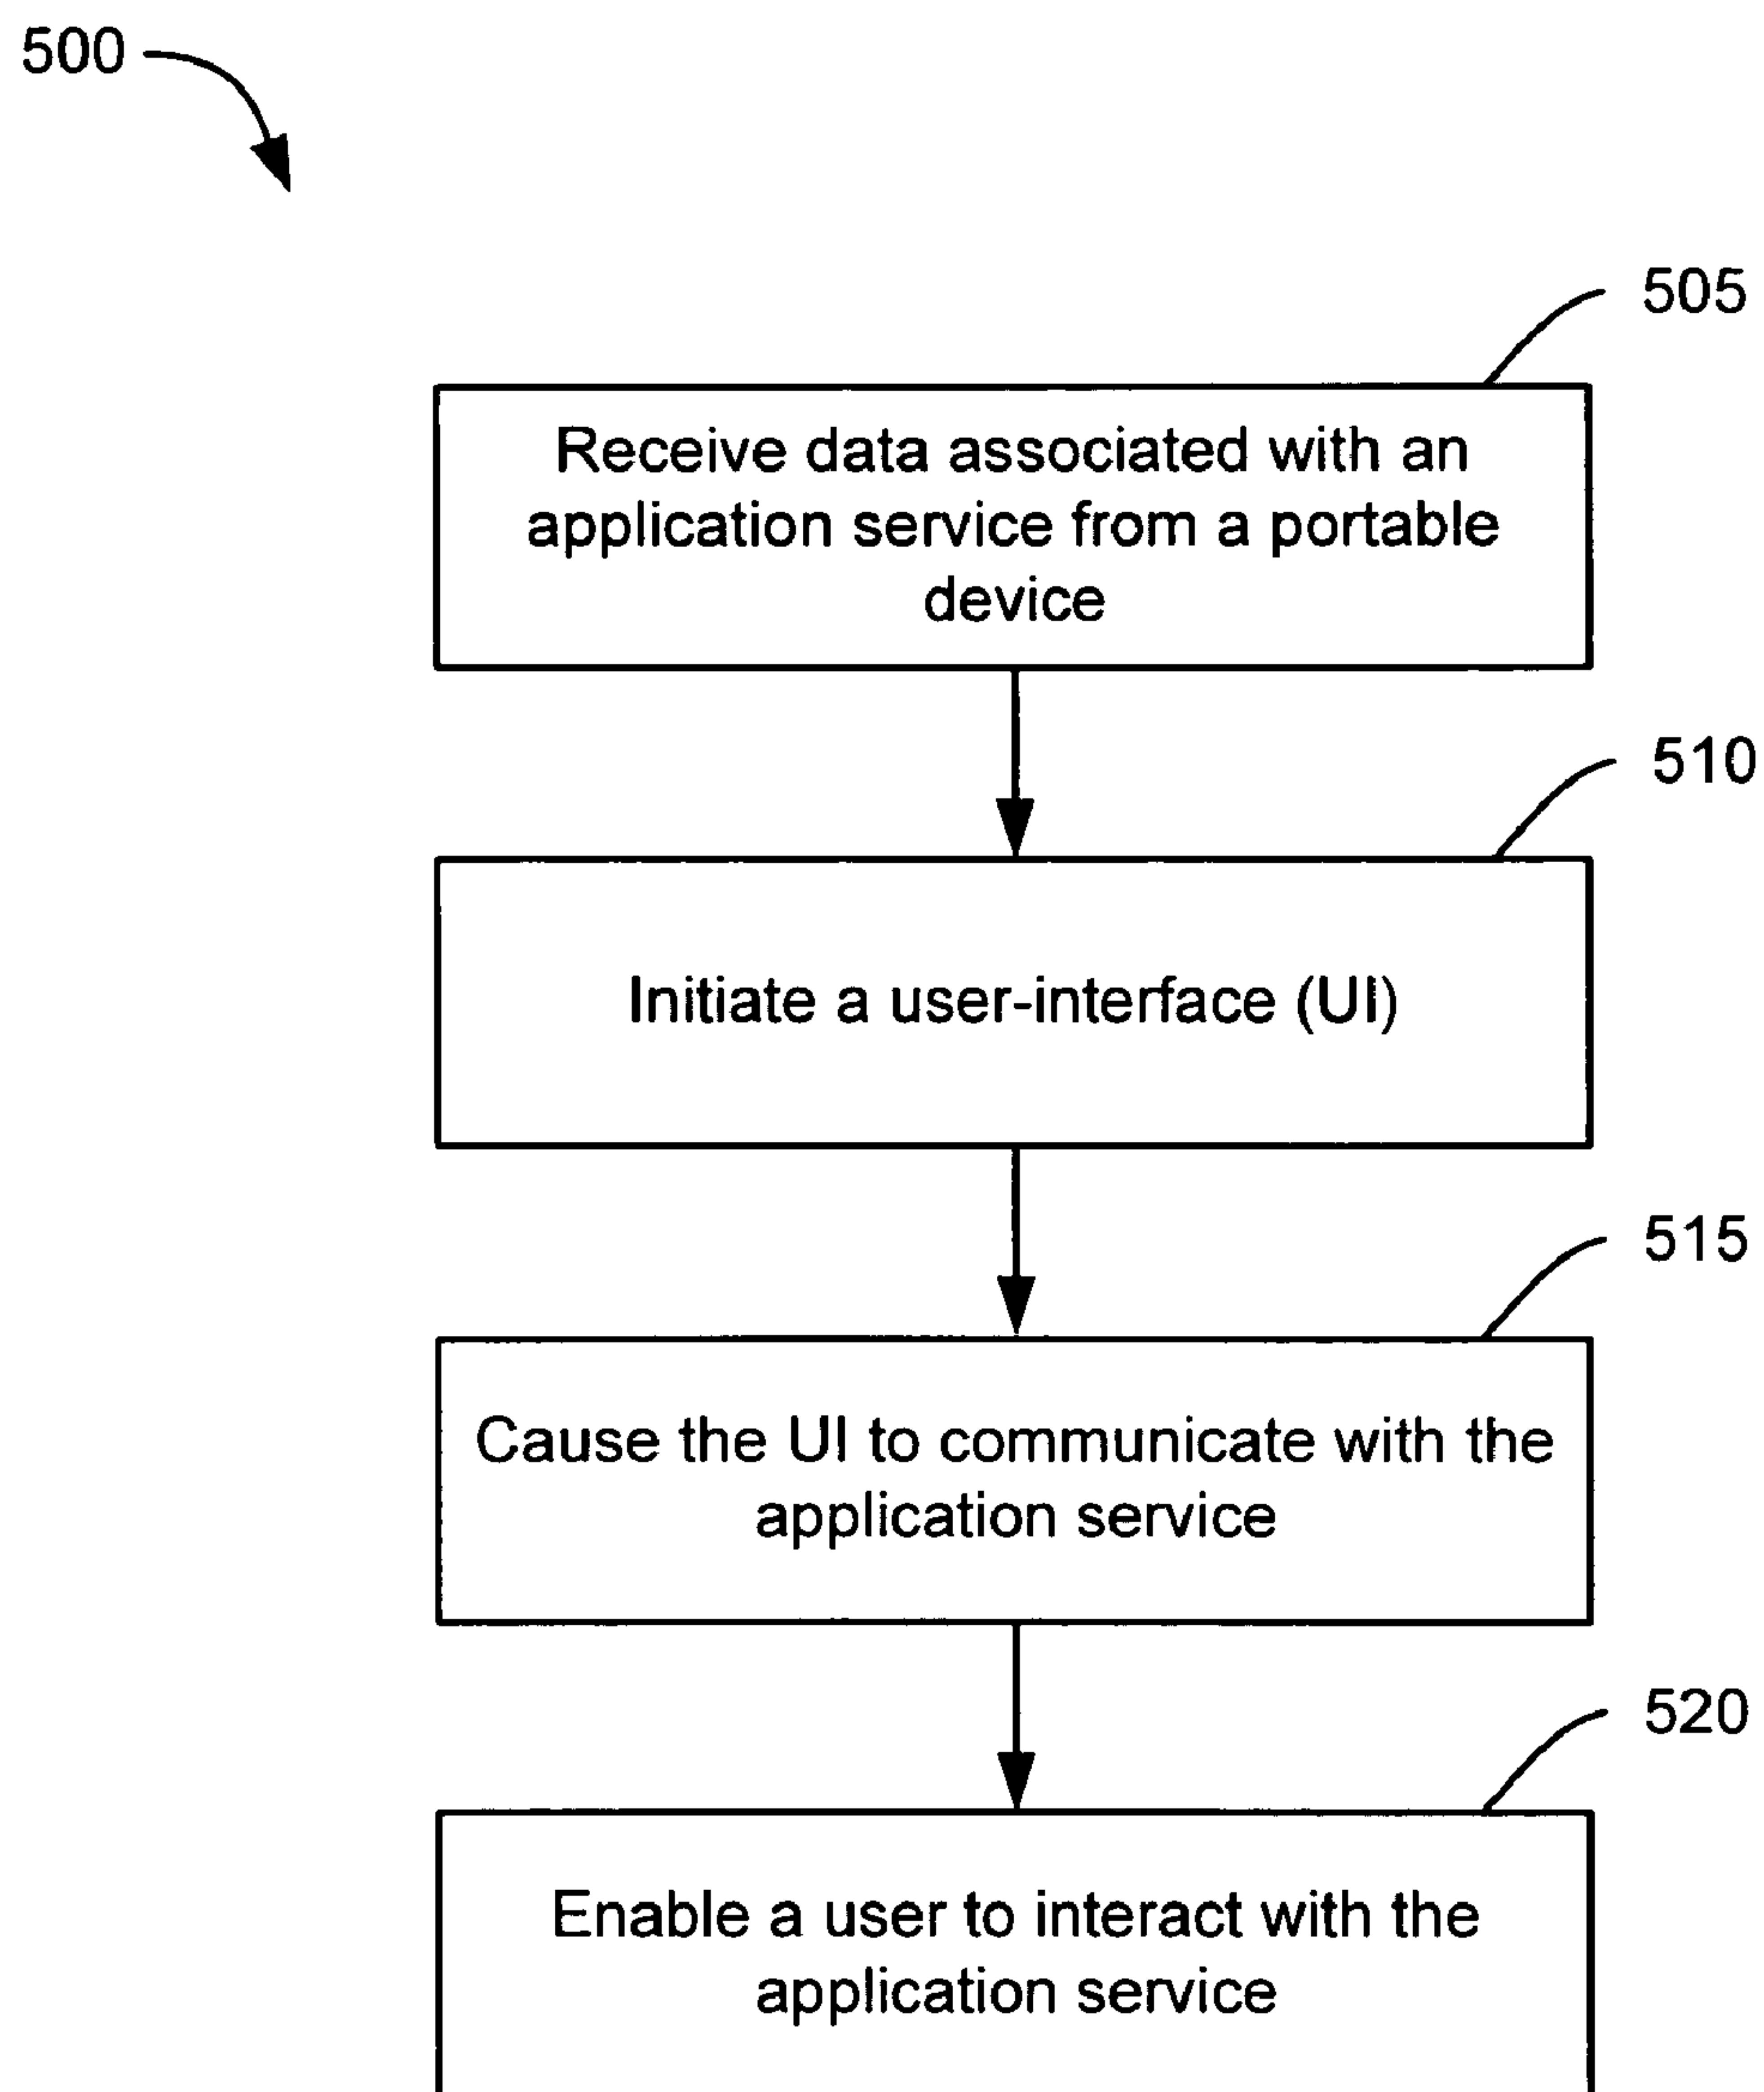 500
505
Receive data associated with an
application service from a portable
device
510
Initiate a user-interface (UI)
515
Cause the UI to communicate with the
application service
520
Enable a user to interact with the
application service